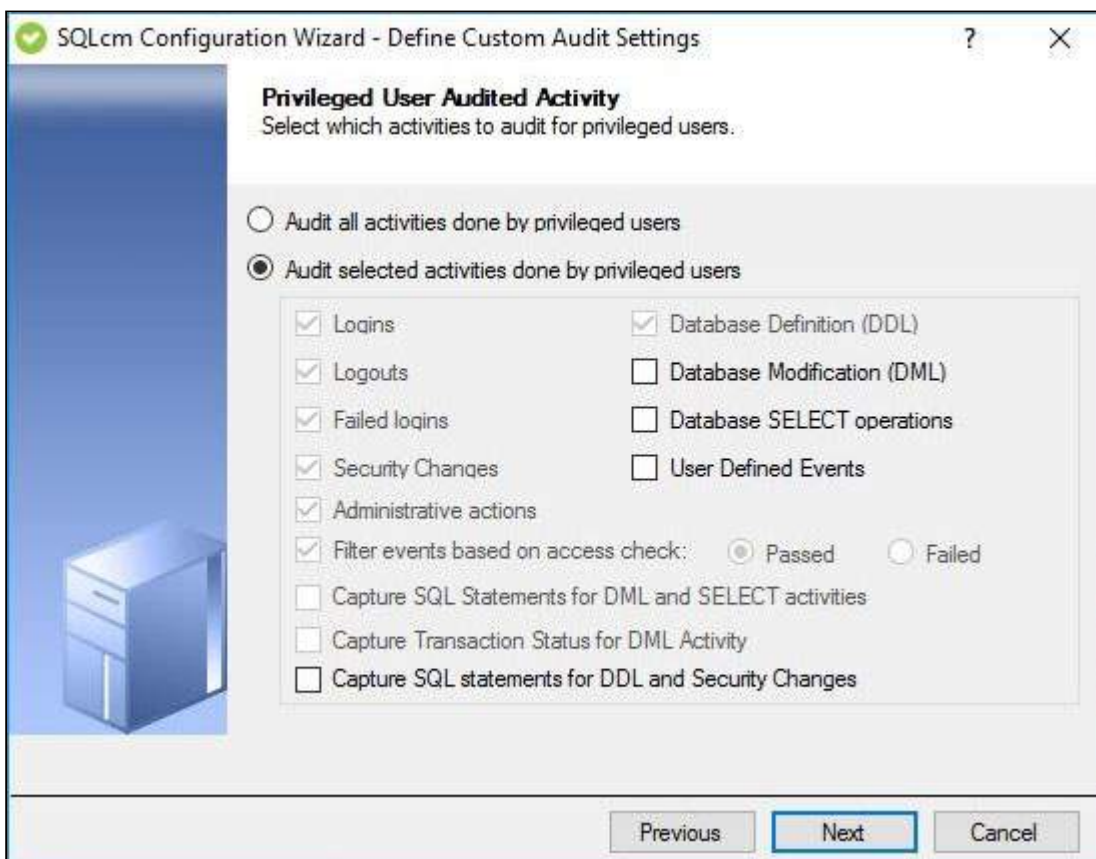 SQLcm Configuration Wizard - Define Custom Audit Settings ? ×
Privileged User Audited Activity
Select which activities to audit for privileged users.
Audit all activities done by privileged users
Audit selected activities done by privileged users
Logins Database Definition (DDL)
Logouts Database Modification (DML)
Failed logins Database SELECT operations
Security Changes User Defined Events
Administrative actions
Filter events based on access check: Passed Failed
Capture SQL Statements for DML and SELECT activities
Capture Transaction Status for DML Activity
Capture SQL statements for DDL and Security Changes
Previous Next Cancel